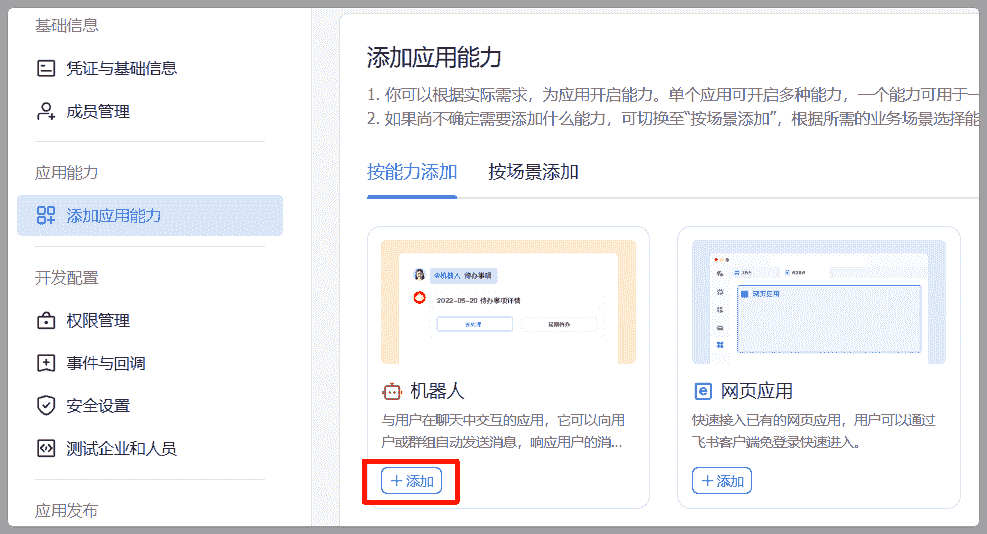 基础信息
凭证与基础信息
成员管理
应用能力
添加应用能力
开发配置
权限管理
事件与回调
安全设置
测试企业和人员
应用发布
添加应用能力
1. 你可以根据实际需求，为应用开启能力。单个应用可开启多种能力，一个能力可用于一
2. 如果尚不确定需要添加什么能力，可切换至“按场景添加”，根据所需的业务场景选择能
按能力添加 按场景添加
@机器人 待办事项
2022-05-20 待办事项详情
机器人
与用户在聊天中交互的应用，它可以向用
户或群组自动发送消息，响应用户的消...
+ 添加
网页应用
网页应用
快速接入已有的网页应用，用户可以通过
飞书客户端免登录快速进入。
+ 添加